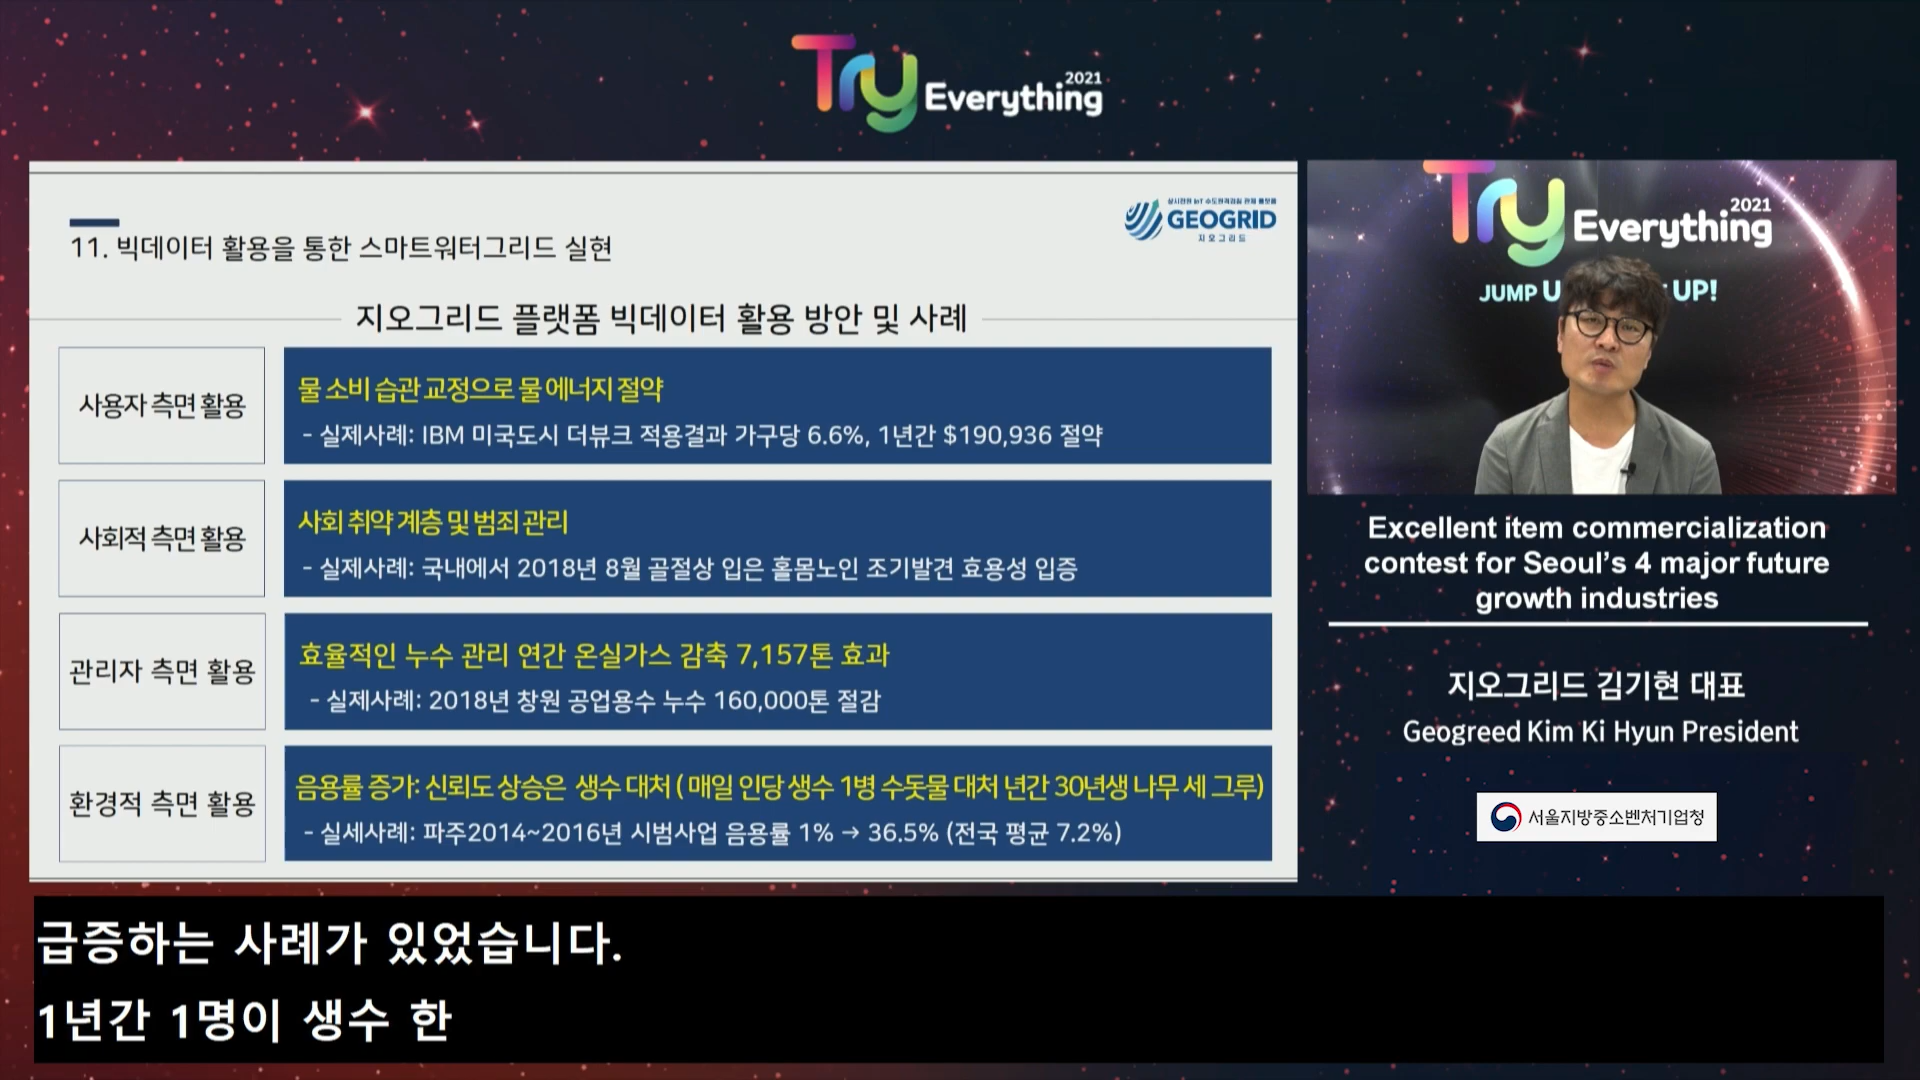 Try Everything 2021
11. 빅데이터 활용을 통한 스마트워터그리드 실현
상시전원 IoT 수도원격검침 관제 플랫폼
GEOGRID
지오그리드
지오그리드 플랫폼 빅데이터 활용 방안 및 사례
사용자 측면 활용
물 소비 습관 교정으로 물 에너지 절약
- 실제사례: IBM 미국도시 더뷰크 적용결과 가구당 6.6%, 1년간 $190,936 절약
사회적 측면 활용
사회 취약 계층 및 범죄 관리
- 실제사례: 국내에서 2018년 8월 골절상 입은 홀몸노인 조기발견 효용성 입증
관리자 측면 활용
효율적인 누수 관리 연간 온실가스 감축 7,157톤 효과
- 실제사례: 2018년 창원 공업용수 누수 160,000톤 절감
환경적 측면 활용
음용률 증가: 신뢰도 상승은 생수 대처 ( 매일 인당 생수 1병 수돗물 대처 년간 30년생 나무 세 그루)
- 실세사례: 파주2014~2016년 시범사업 음용률 1% → 36.5% (전국 평균 7.2%)
Try Everything 2021
JUMP U UP!
Excellent item commercialization
contest for Seoul's 4 major future
growth industries
지오그리드 김기현 대표
Geogreed Kim Ki Hyun President
서울지방중소벤처기업청
급증하는 사례가 있었습니다.
1년간 1명이 생수 한